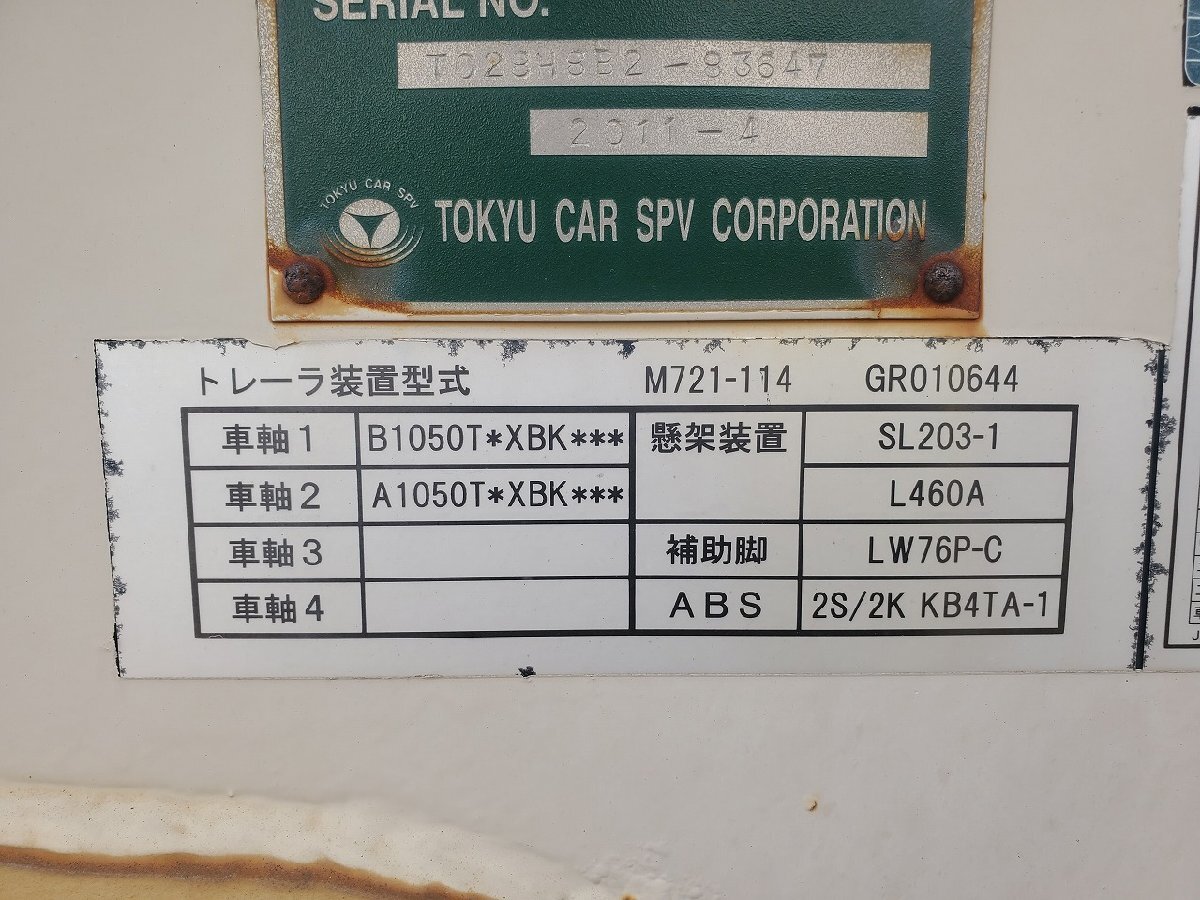 SERIAL NO.
TC28H8B2-93647
2011-4
TOKYU CAR SPV
TOKYU CAR SPV CORPORATION
トレーラ装置型式 M721-114 GR010644
車軸1 B1050T*XBK*** 懸架装置 SL203-1
車軸2 A1050T*XBK*** L460A
車軸3 補助脚 LW76P-C
車軸4 ABS 2S/2K KB4TA-1